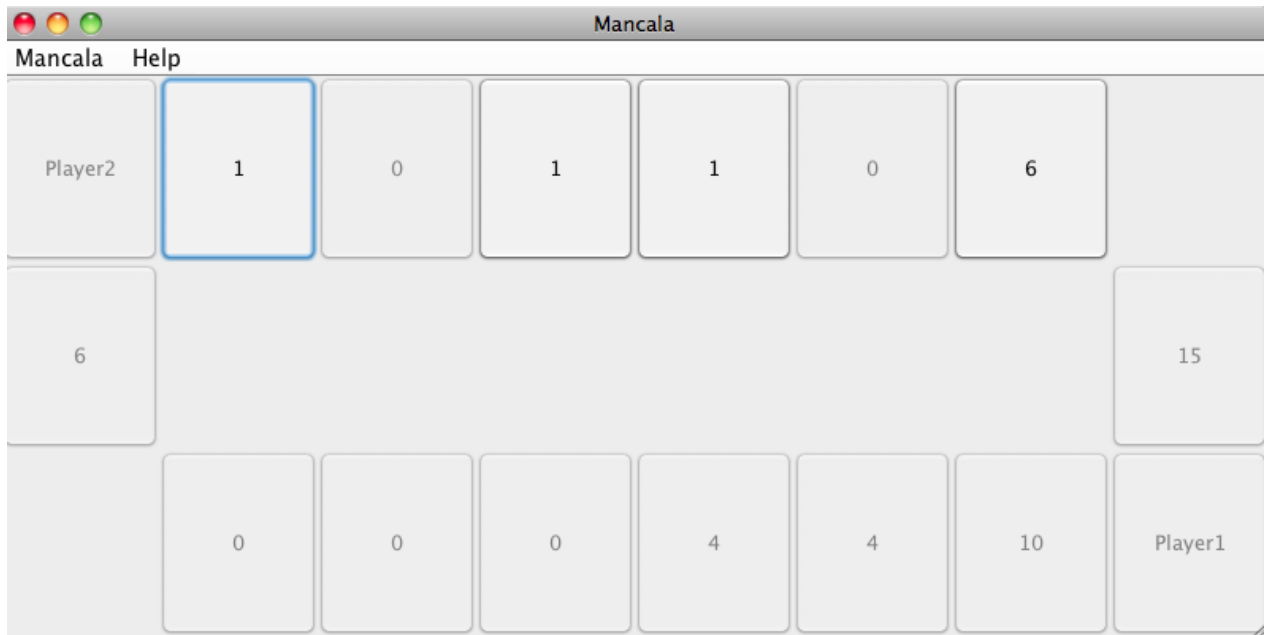 Mancala
Mancala Help
Player2 1 0 1 1 0 6
6 15
0 0 0 4 4 10 Player1